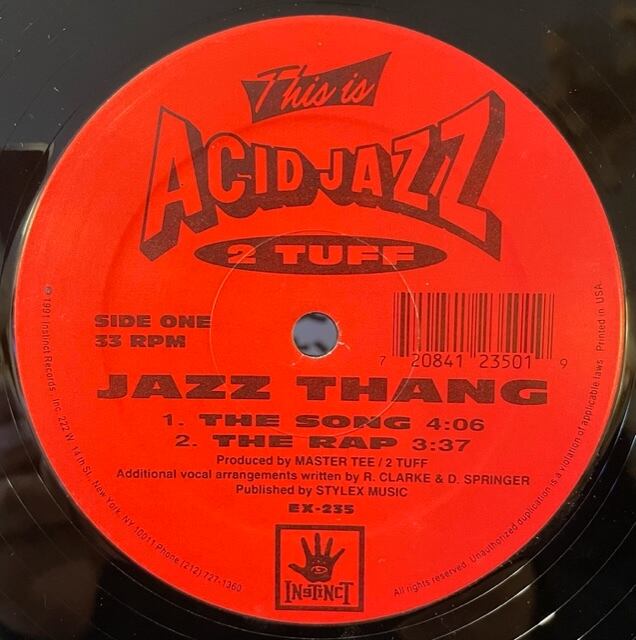 This is
ACID JAZZ
2 TUFF
SIDE ONE
33 RPM
7 20841 23501 9
JAZZ THANG
1. THE SONG 4:06
2. THE RAP 3:37
Produced by MASTER TEE / 2 TUFF
Additional vocal arrangements written by R. CLARKE & D. SPRINGER
Published by STYLEX MUSIC
EX-235
INSTINCT
℗ 1991 Instinct Records, Inc. 222 W. 14th St., New York, NY 10011 Phone (212) 727-1360
All rights reserved. Unauthorized duplication is a violation of applicable laws. Printed in USA.